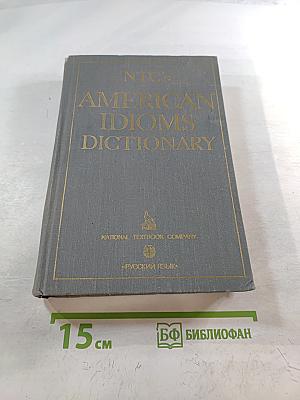 NTC's
AMERICAN
IDIOMS
DICTIONARY
NATIONAL TEXTBOOK COMPANY
«РУССКИЙ ЯЗЫК»
15 см
БФ БИБЛИОФАН